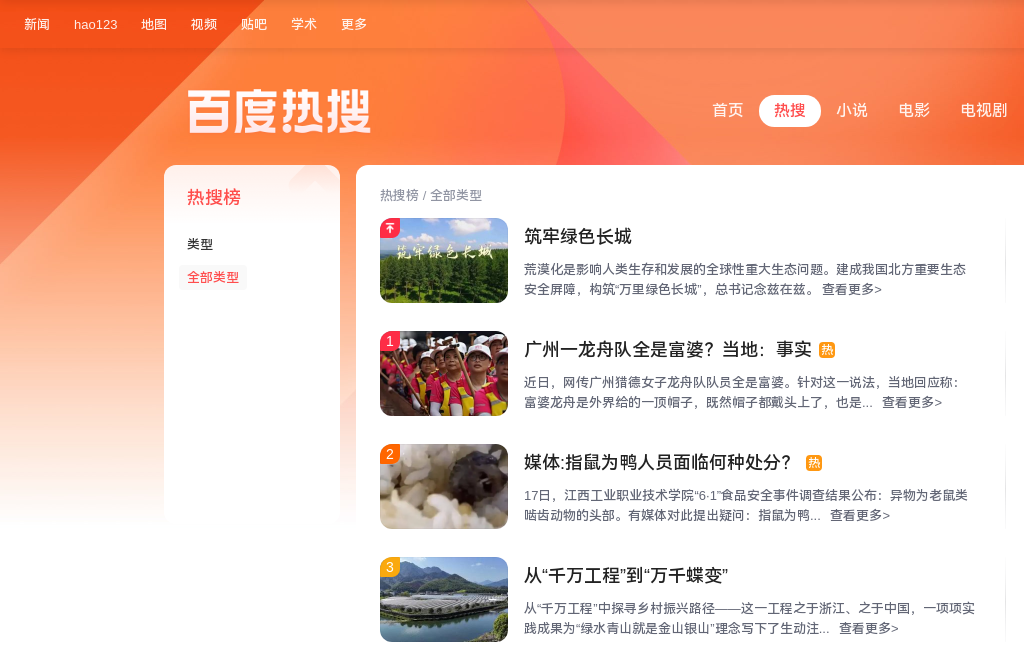 新闻 hao123 地图 视频 贴吧 学术 更多
百度热搜
首页 热搜 小说 电影 电视剧
热搜榜
类型
全部类型
热搜榜 / 全部类型
筑牢绿色长城
筑牢绿色长城
荒漠化是影响人类生存和发展的全球性重大生态问题。建成我国北方重要生态
安全屏障，构筑“万里绿色长城”，总书记念兹在兹。 查看更多>
1
广州一龙舟队全是富婆？当地：事实 热
近日，网传广州猎德女子龙舟队队员全是富婆。针对这一说法，当地回应称：
富婆龙舟是外界给的一顶帽子，既然帽子都戴头上了，也是... 查看更多>
2
媒体:指鼠为鸭人员面临何种处分？ 热
17日，江西工业职业技术学院“6·1”食品安全事件调查结果公布：异物为老鼠类
啮齿动物的头部。有媒体对此提出疑问：指鼠为鸭... 查看更多>
3
从“千万工程”到“万千蝶变”
从“千万工程”中探寻乡村振兴路径——这一工程之于浙江、之于中国，一项项实
践成果为“绿水青山就是金山银山”理念写下了生动注... 查看更多>